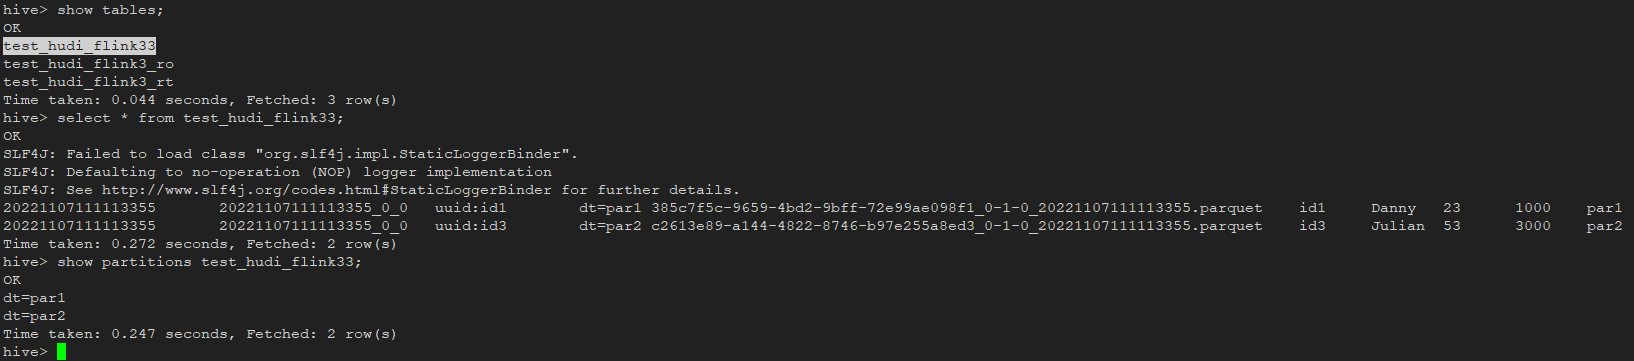 hive> show tables;
OK
test_hudi_flink33
test_hudi_flink3_ro
test_hudi_flink3_rt
Time taken: 0.044 seconds, Fetched: 3 row(s)
hive> select * from test_hudi_flink33;
OK
SLF4J: Failed to load class "org.slf4j.impl.StaticLoggerBinder".
SLF4J: Defaulting to no-operation (NOP) logger implementation
SLF4J: See http://www.slf4j.org/codes.html#StaticLoggerBinder for further details.
20221107111113355 20221107111113355_0_0 uuid:id1 dt=par1 385c7f5c-9659-4bd2-9bff-72e99ae098f1_0-1-0_20221107111113355.parquet id1 Danny 23 1000 par1
20221107111113355 20221107111113355_0_0 uuid:id3 dt=par2 c2613e89-a144-4822-8746-b97e255a8ed3_0-1-0_20221107111113355.parquet id3 Julian 53 3000 par2
Time taken: 0.272 seconds, Fetched: 2 row(s)
hive> show partitions test_hudi_flink33;
OK
dt=par1
dt=par2
Time taken: 0.247 seconds, Fetched: 2 row(s)
hive>